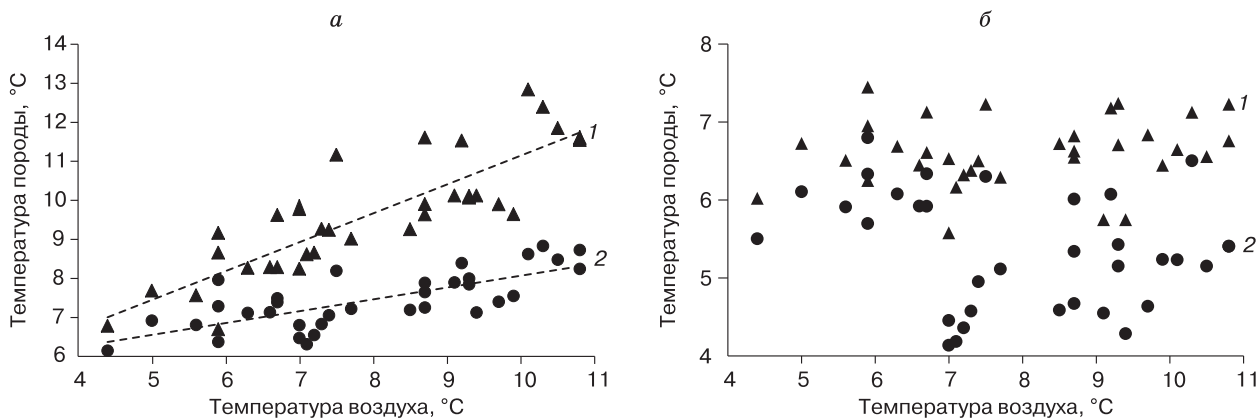 а
14
13
12
11
10
9
8
7
6
Температура породы, °C
1
2
4 5 6 7 8 9 10 11
Температура воздуха, °C
б
8
7
6
5
4
Температура породы, °C
1
2
4 5 6 7 8 9 10 11
Температура воздуха, °C